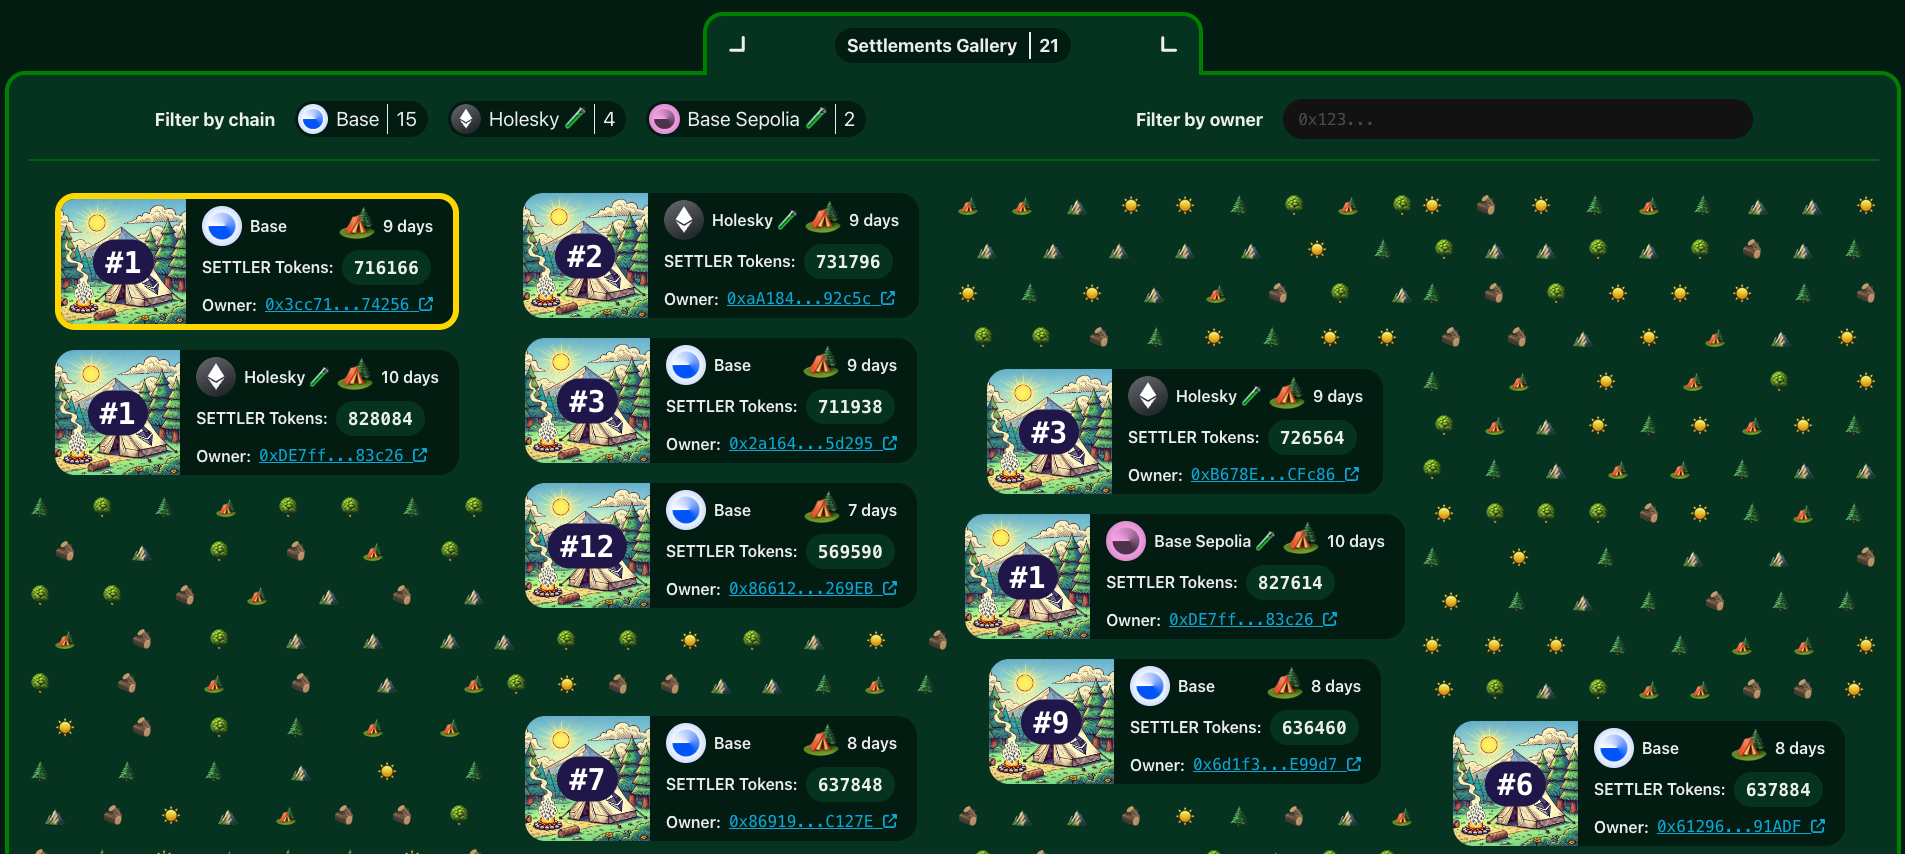 Settlements Gallery | 21
Filter by chain
Base | 15
Holesky | 4
Base Sepolia | 2
Filter by owner
0x123...
#1
Base
9 days
SETTLER Tokens: 716166
Owner: 0x3cc71...74256
#1
Holesky
10 days
SETTLER Tokens: 828084
Owner: 0xDE7ff...83c26
#2
Holesky
9 days
SETTLER Tokens: 731796
Owner: 0xaA184...92c5c
#3
Base
9 days
SETTLER Tokens: 711938
Owner: 0x2a164...5d295
#12
Base
7 days
SETTLER Tokens: 569590
Owner: 0x86612...269EB
#7
Base
8 days
SETTLER Tokens: 637848
Owner: 0x86919...C127E
#3
Holesky
9 days
SETTLER Tokens: 726564
Owner: 0xB678E...CFc86
#1
Base Sepolia
10 days
SETTLER Tokens: 827614
Owner: 0xDE7ff...83c26
#9
Base
8 days
SETTLER Tokens: 636460
Owner: 0x6d1f3...E99d7
#6
Base
8 days
SETTLER Tokens: 637884
Owner: 0x61296...91ADF